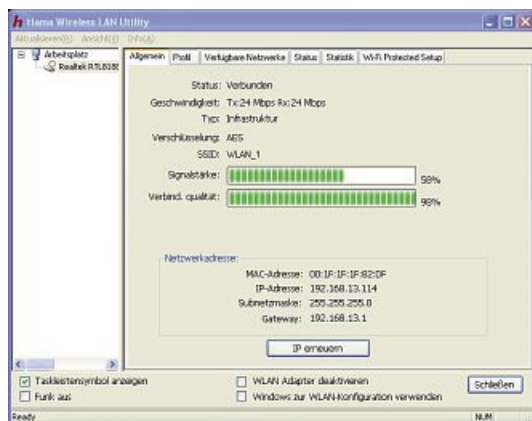 Hama Wireless LAN Utility
Aktualisieren(R) Ansicht(V) Info(A)
Arbeitsplatz
Realtek RTL8185
Allgemein Profil Verfügbare Netzwerke Status Statistik Wi-Fi Protected Setup
Status: Verbunden
Geschwindigkeit: Tx:24 Mbps Rx:24 Mbps
Typ: Infrastruktur
Verschlüsselung: AES
SSID: WLAN_1
Signalstärke: 58%
Verbind. qualität: 98%
Netzwerkadresse:
MAC-Adresse: 00:1F:1F:1F:82:DF
IP-Adresse: 192.168.13.114
Subnetzmaske: 255.255.255.0
Gateway: 192.168.13.1
IP erneuern
Taskleistensymbol anzeigen
WLAN Adapter deaktivieren
Schließen
Funk aus
Windows zur WLAN-Konfiguration verwenden
Ready NUM